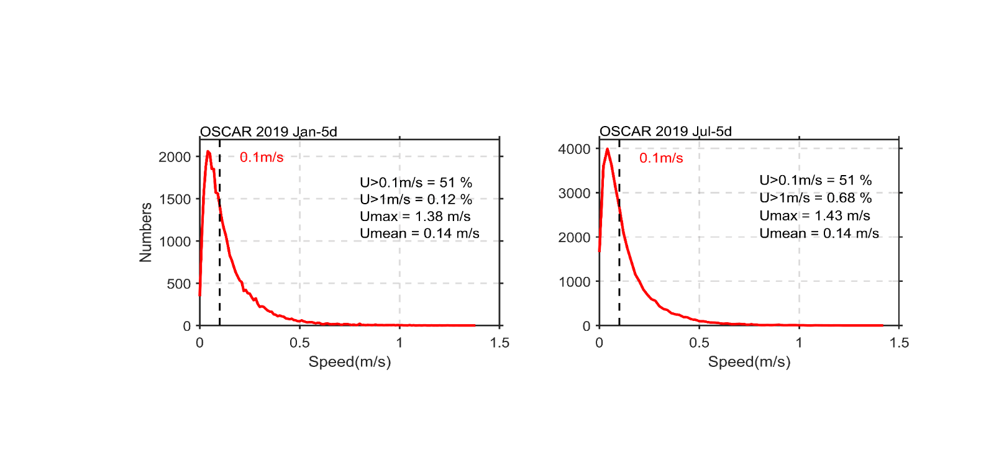 OSCAR 2019 Jan-5d
0.1m/s
U>0.1m/s = 51 %
U>1m/s = 0.12 %
Umax = 1.38 m/s
Umean = 0.14 m/s
2000
1500
1000
500
0
Numbers
0 0.5 1 1.5
Speed(m/s)
OSCAR 2019 Jul-5d
0.1m/s
U>0.1m/s = 51 %
U>1m/s = 0.68 %
Umax = 1.43 m/s
Umean = 0.14 m/s
4000
3000
2000
1000
0
0 0.5 1 1.5
Speed(m/s)